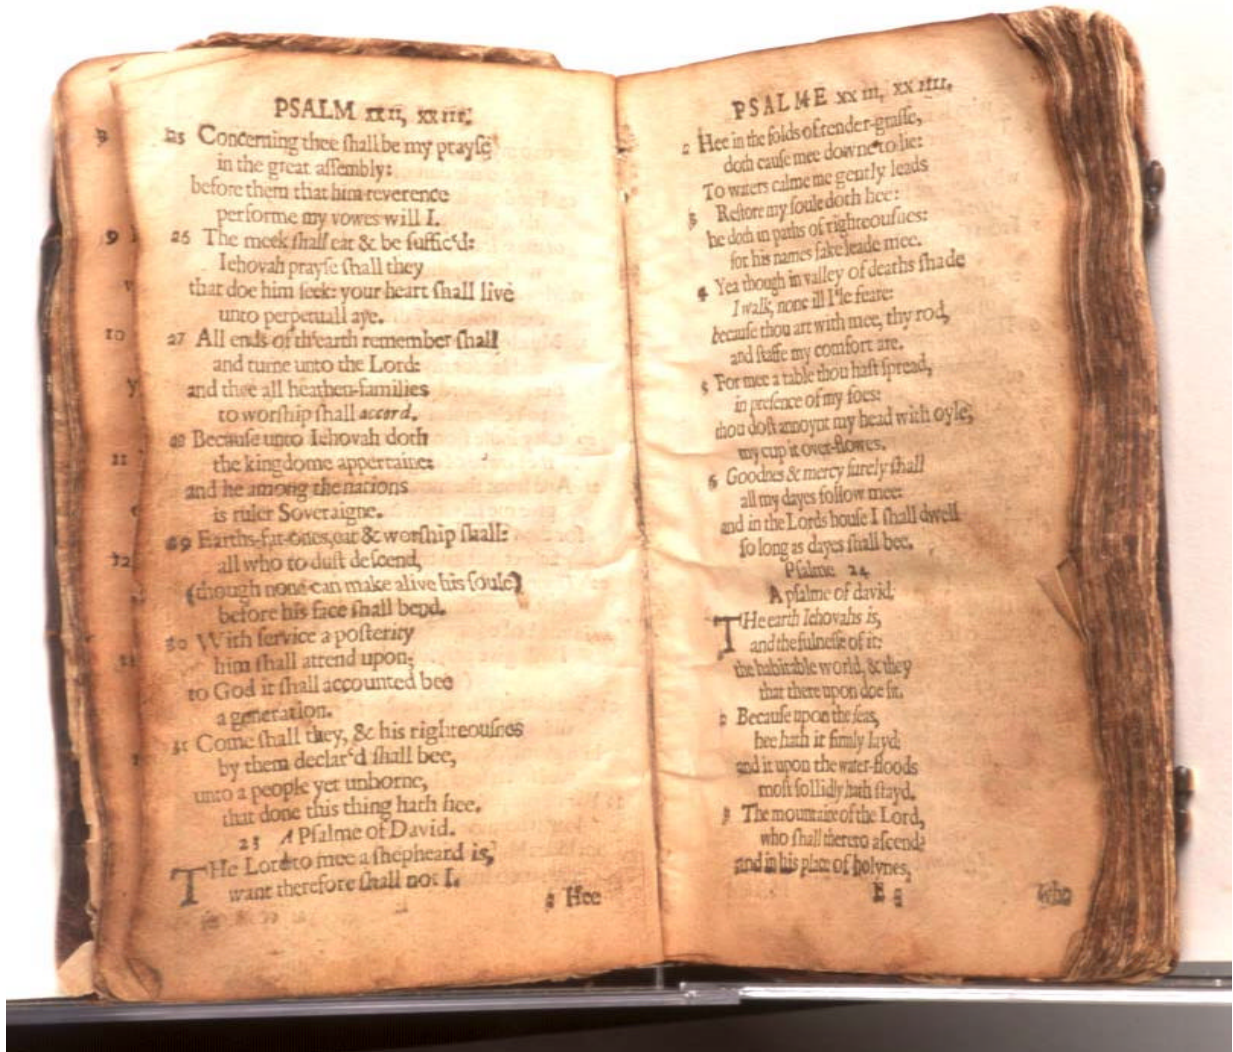 PSALM xxii, xxiii.
25 Concerning thee ſhall be my prayſe
in the great aſſembly:
before them that him reverence
performe my vowes will I.
26 The meek ſhall eat & be ſuffic'd:
Iehovah prayſe ſhall they
that doe him ſeek: your heart ſhall live
unto perpetuall aye.
27 All ends of th'earth remember ſhall
and turne unto the Lord:
and thee all heathen-families
to worſhip ſhall accord.
28 Becauſe unto Iehovah doth
the kingdome appertaine:
and he among the nations
is ruler Soveraigne.
29 Earths-fat-ones, eat & worſhip ſhall:
all who to duſt deſcend,
(though none can make alive his ſoule)
before his face ſhall bend.
30 With ſervice a poſterity
him ſhall attend upon;
to God it ſhall accounted bee
a generation.
31 Come ſhall they, & his righteouſnes
by them declar'd ſhall bee,
unto a people yet unborne,
that done this thing hath hee.
23 A Pſalme of David.
THe Lord to mee a ſhepheard is,
want therefore ſhall not I.
2 Hee
PSALME xx iii, xx iiii.
2 Hee in the folds of tender-graſſe,
doth cauſe mee downe to lie:
To waters calme me gently leads
3 Reſtore my ſoule doth hee:
he doth in paths of righteouſnes:
for his names ſake leade mee.
4 Yea though in valley of deaths ſhade
I walk, none ill I'le feare:
becauſe thou art with mee, thy rod,
and ſtaffe my comfort are.
5 For mee a table thou haſt ſpread,
in preſence of my foes:
thou doſt annoynt my head with oyle,
my cup it over-flowes.
6 Goodnes & mercy ſurely ſhall
all my dayes follow mee:
and in the Lords houſe I ſhall dwell
ſo long as dayes ſhall bee.
Pſalme 24
A pſalme of david.
THe earth Iehovahs is,
and the fulneſſe of it:
the habitable world, & they
that there upon doe ſit.
2 Becauſe upon the ſeas,
hee hath it firmly layd:
and it upon the water-floods
moſt ſollidly hath ſtayd.
3 The mountaine of the Lord,
who ſhall thereto aſcend?
and in his place of holynes,
E
who